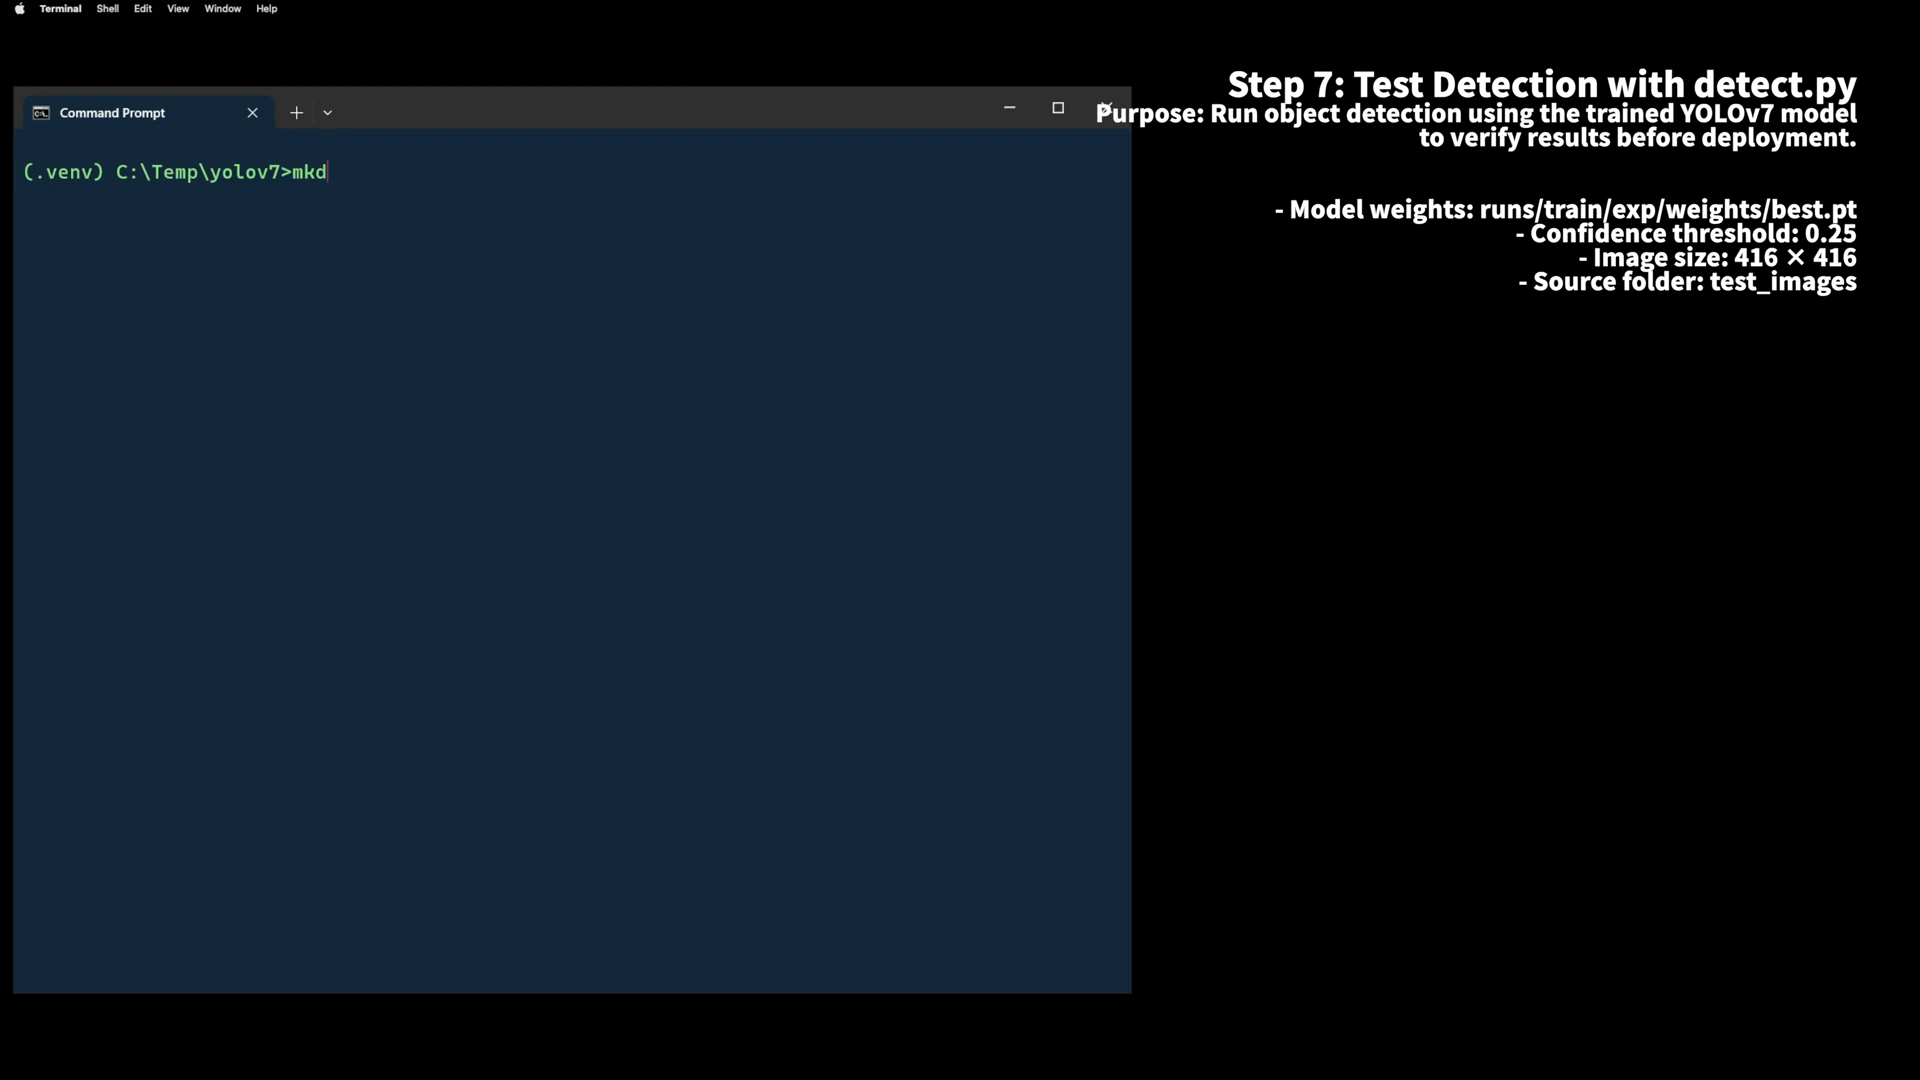 Terminal Shell Edit View Window Help
Command Prompt
(.venv) C:\Temp\yolov7>mkd
Step 7: Test Detection with detect.py
Purpose: Run object detection using the trained YOLOv7 model
to verify results before deployment.
- Model weights: runs/train/exp/weights/best.pt
- Confidence threshold: 0.25
- Image size: 416 × 416
- Source folder: test_images